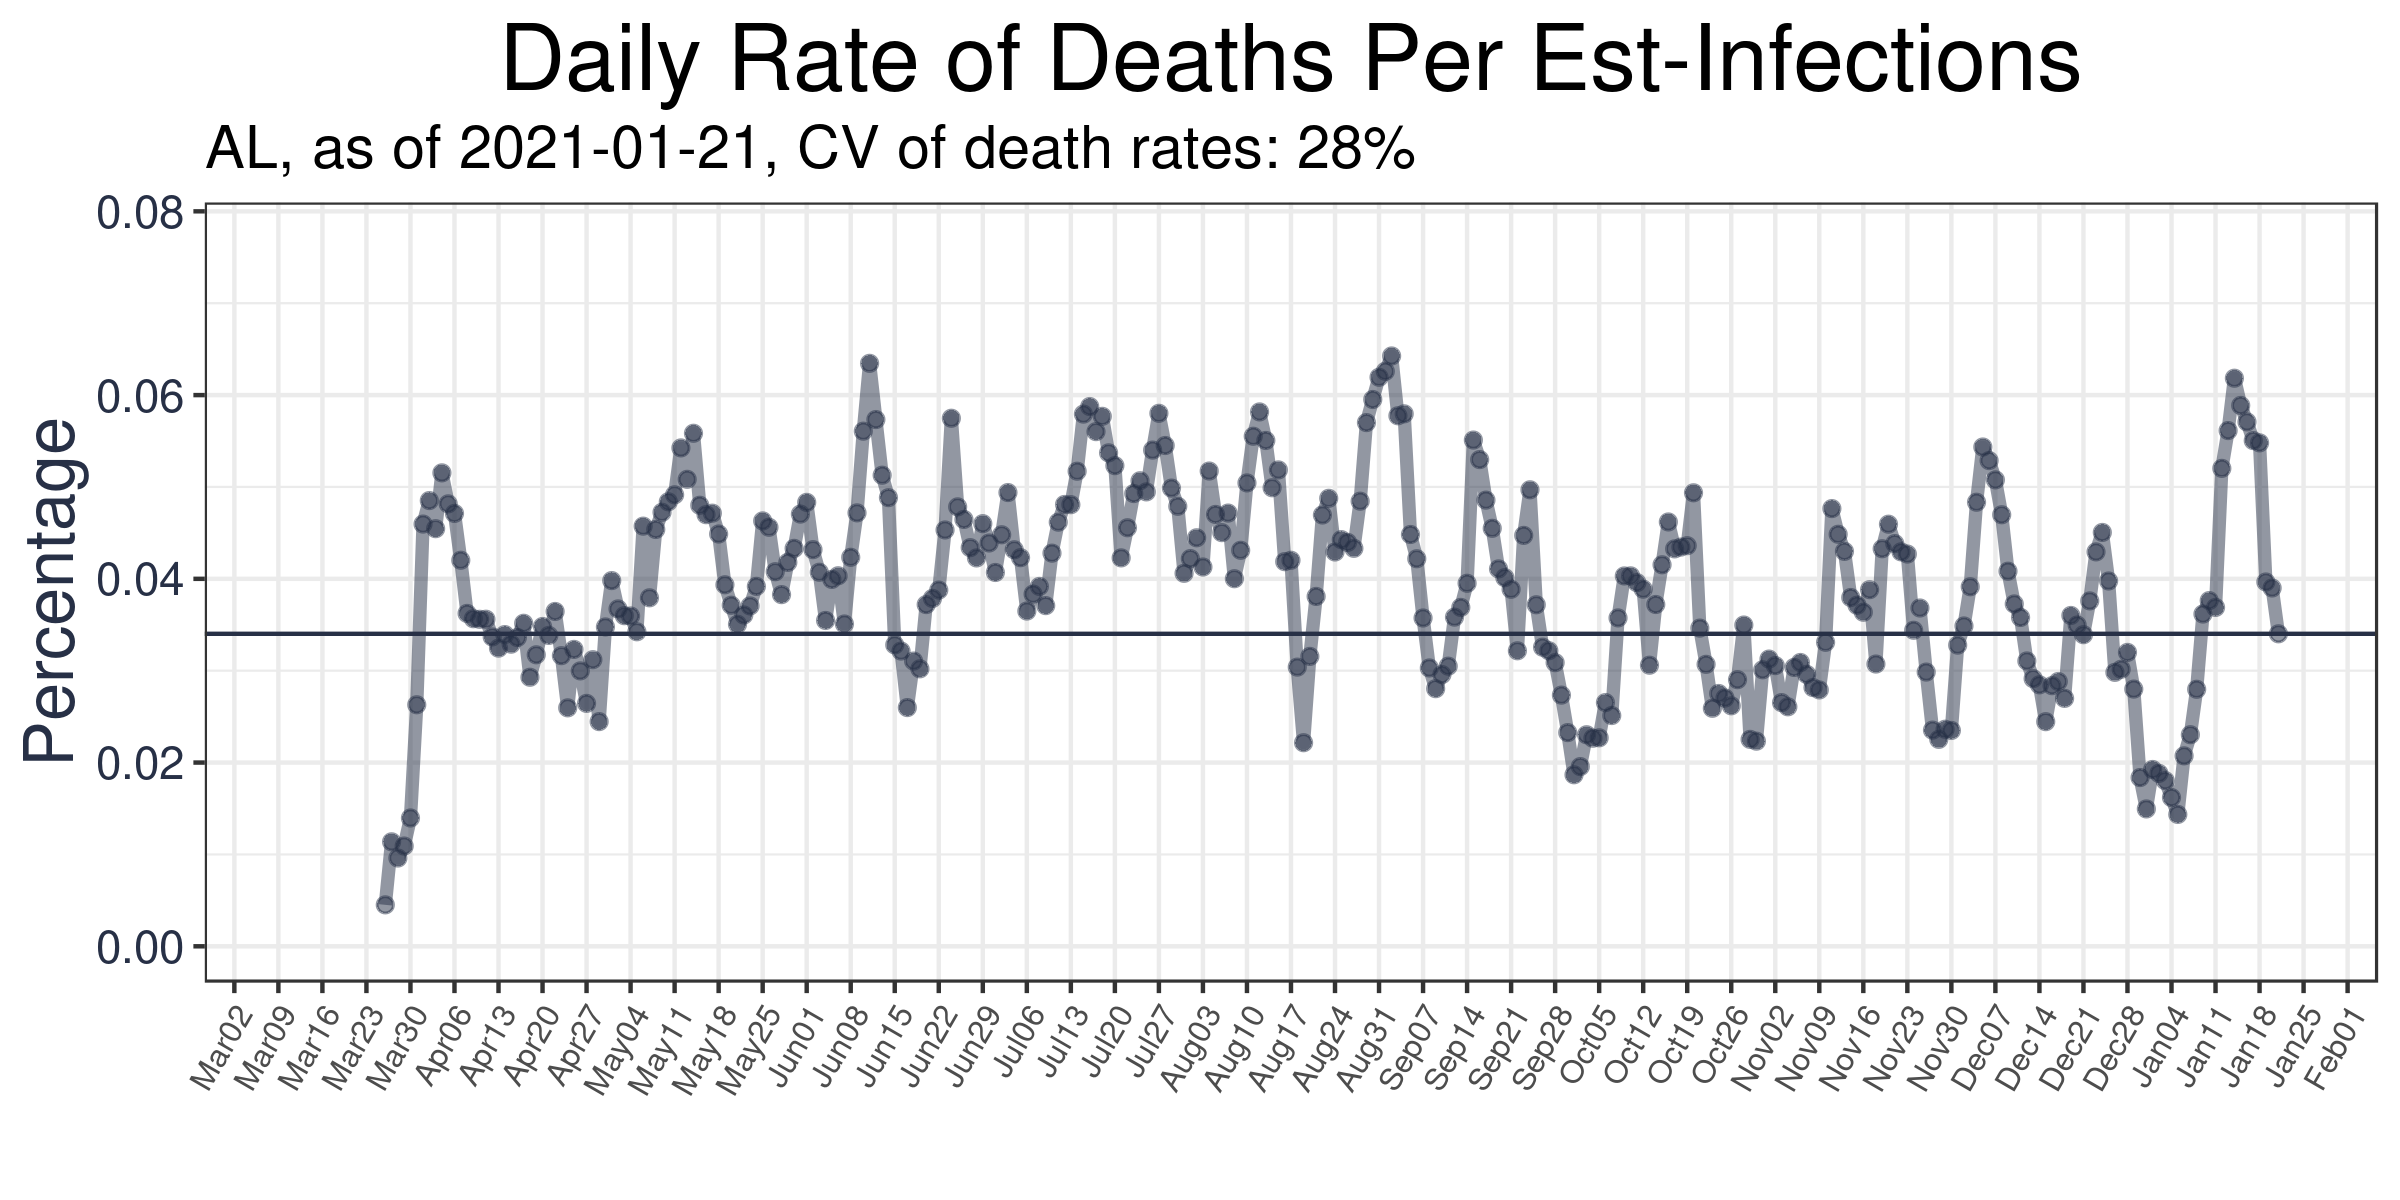 Daily Rate of Deaths Per Est-Infections
AL, as of 2021-01-21, CV of death rates: 28%
Percentage
0.08
0.06
0.04
0.02
0.00
Mar02
Mar09
Mar16
Mar23
Mar30
Apr06
Apr13
Apr20
Apr27
May04
May11
May18
May25
Jun01
Jun08
Jun15
Jun22
Jun29
Jul06
Jul13
Jul20
Jul27
Aug03
Aug10
Aug17
Aug24
Aug31
Sep07
Sep14
Sep21
Sep28
Oct05
Oct12
Oct19
Oct26
Nov02
Nov09
Nov16
Nov23
Nov30
Dec07
Dec14
Dec21
Dec28
Jan04
Jan11
Jan18
Jan25
Feb01